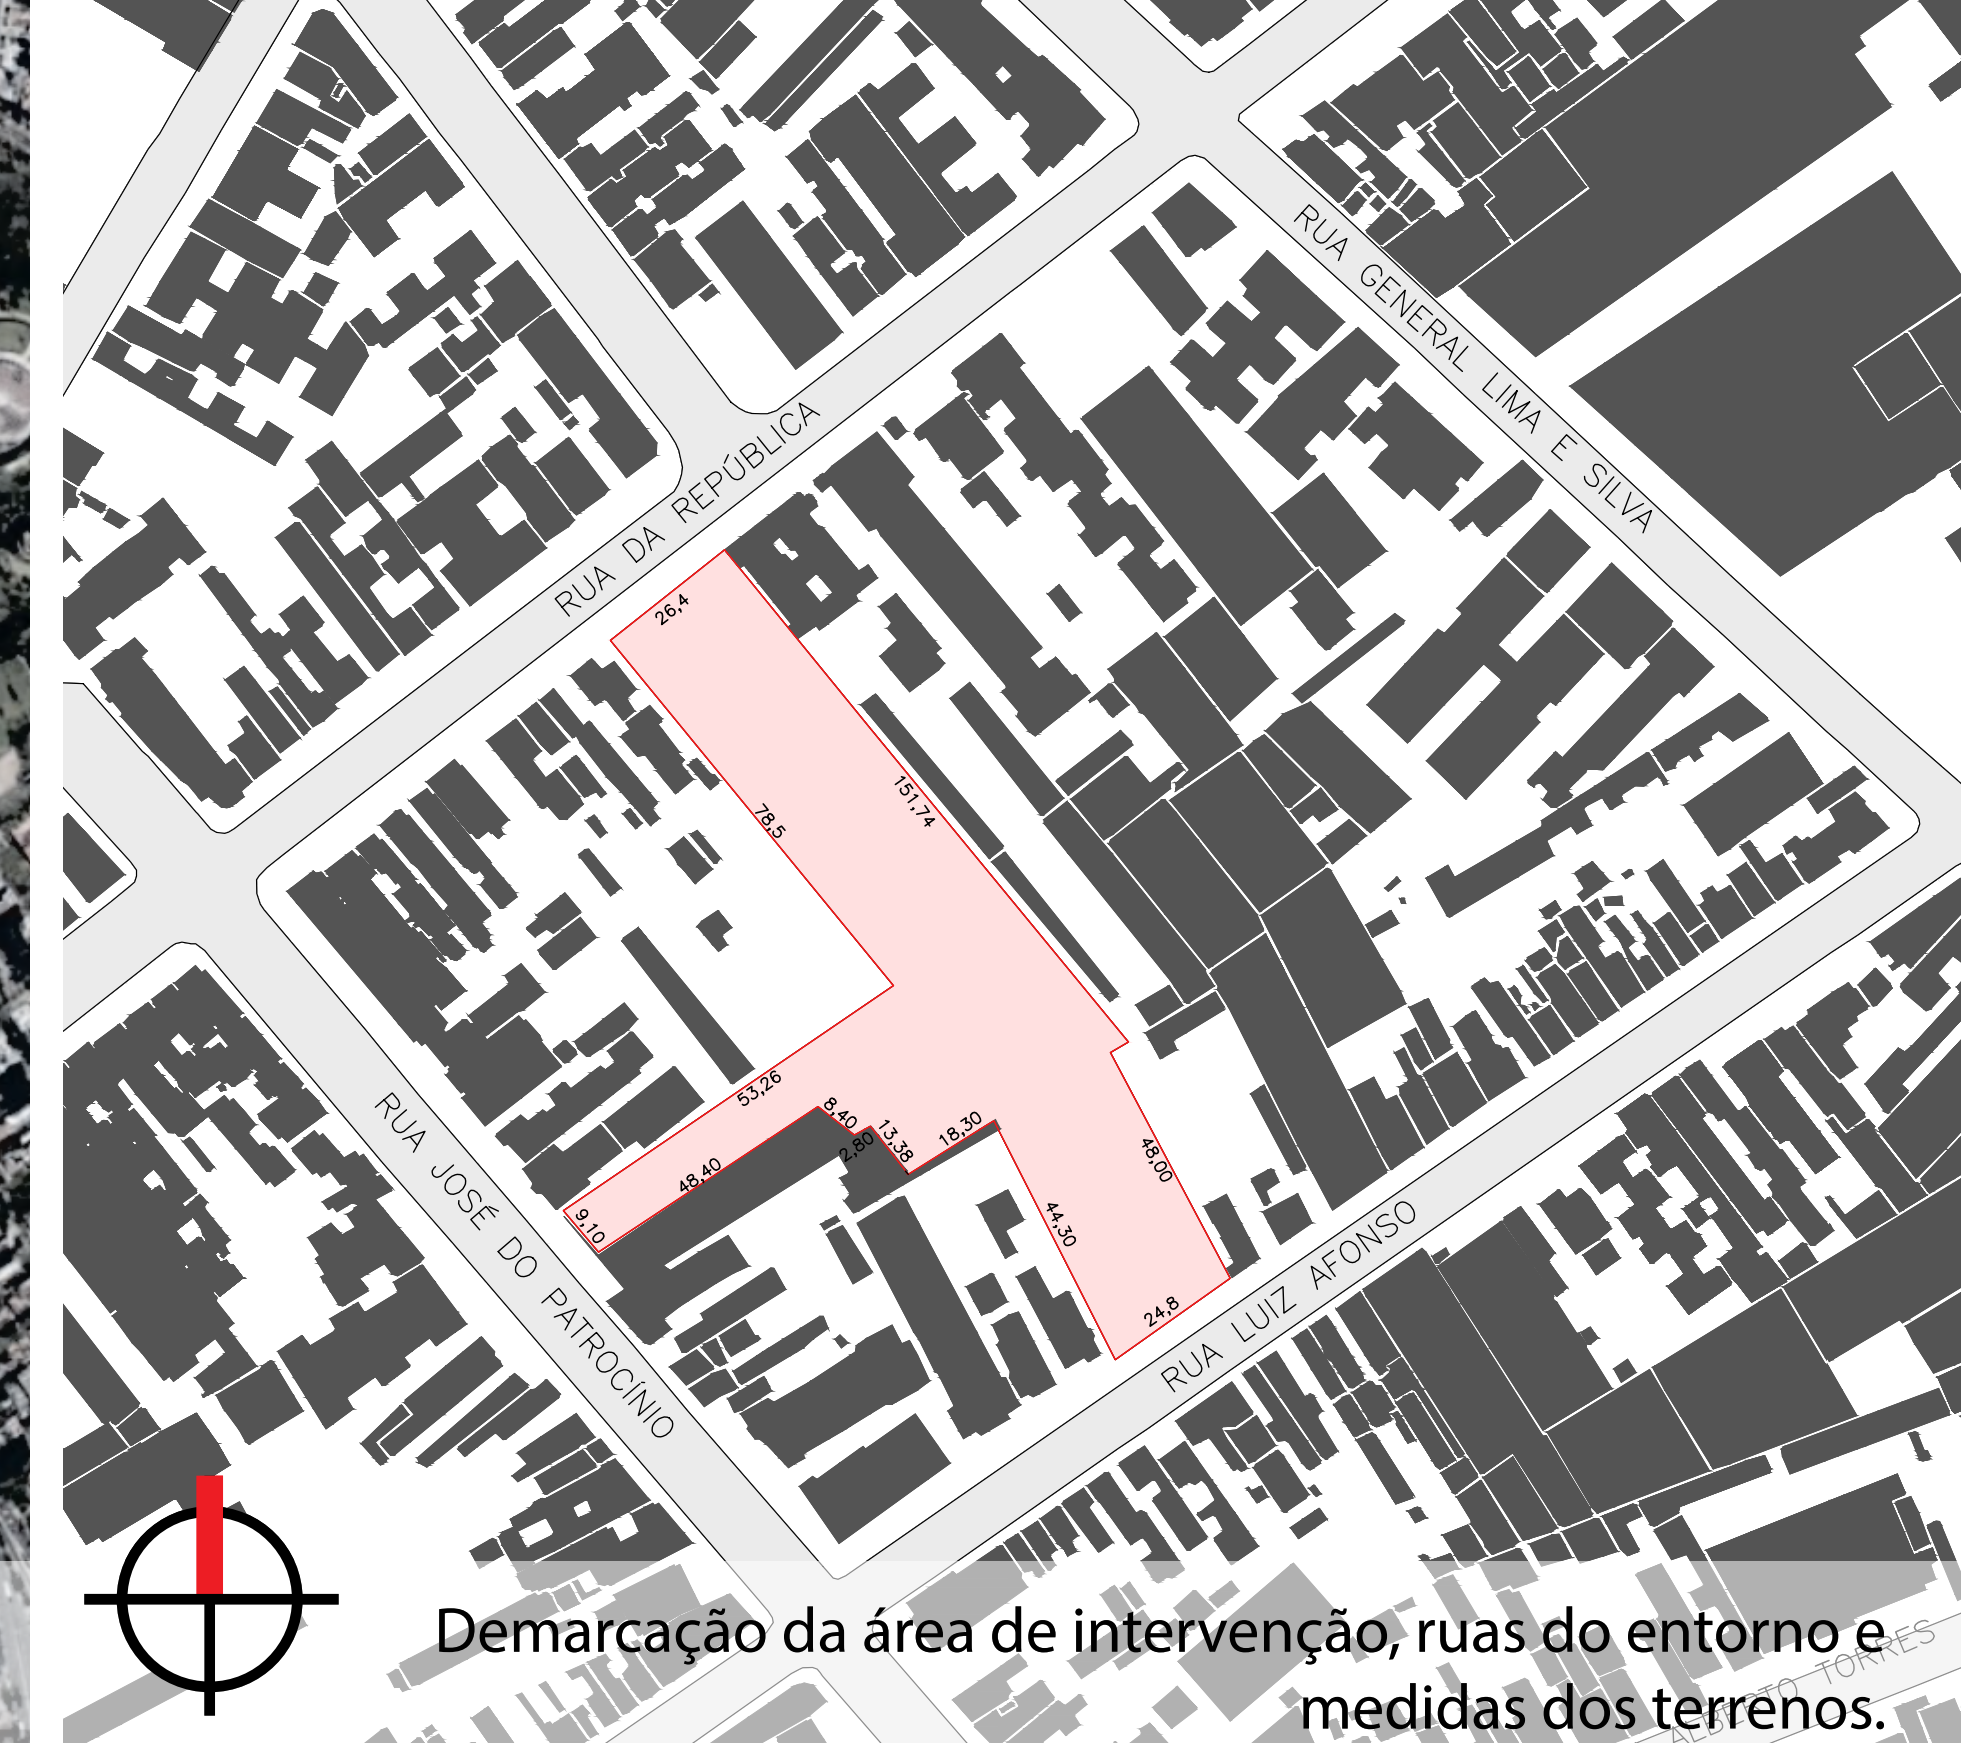 RUA GENERAL LIMA E SILVA
RUA DA REPÚBLICA
26,4
78,5
151,74
53,26
8,40
2,80
13,38
18,30
48,40
9,10
48,00
44,30
24,8
RUA JOSÉ DO PATROCÍNIO
RUA LUIZ AFONSO
Demarcação da área de intervenção, ruas do entorno e
medidas dos terrenos.
ALBERTO TORRES